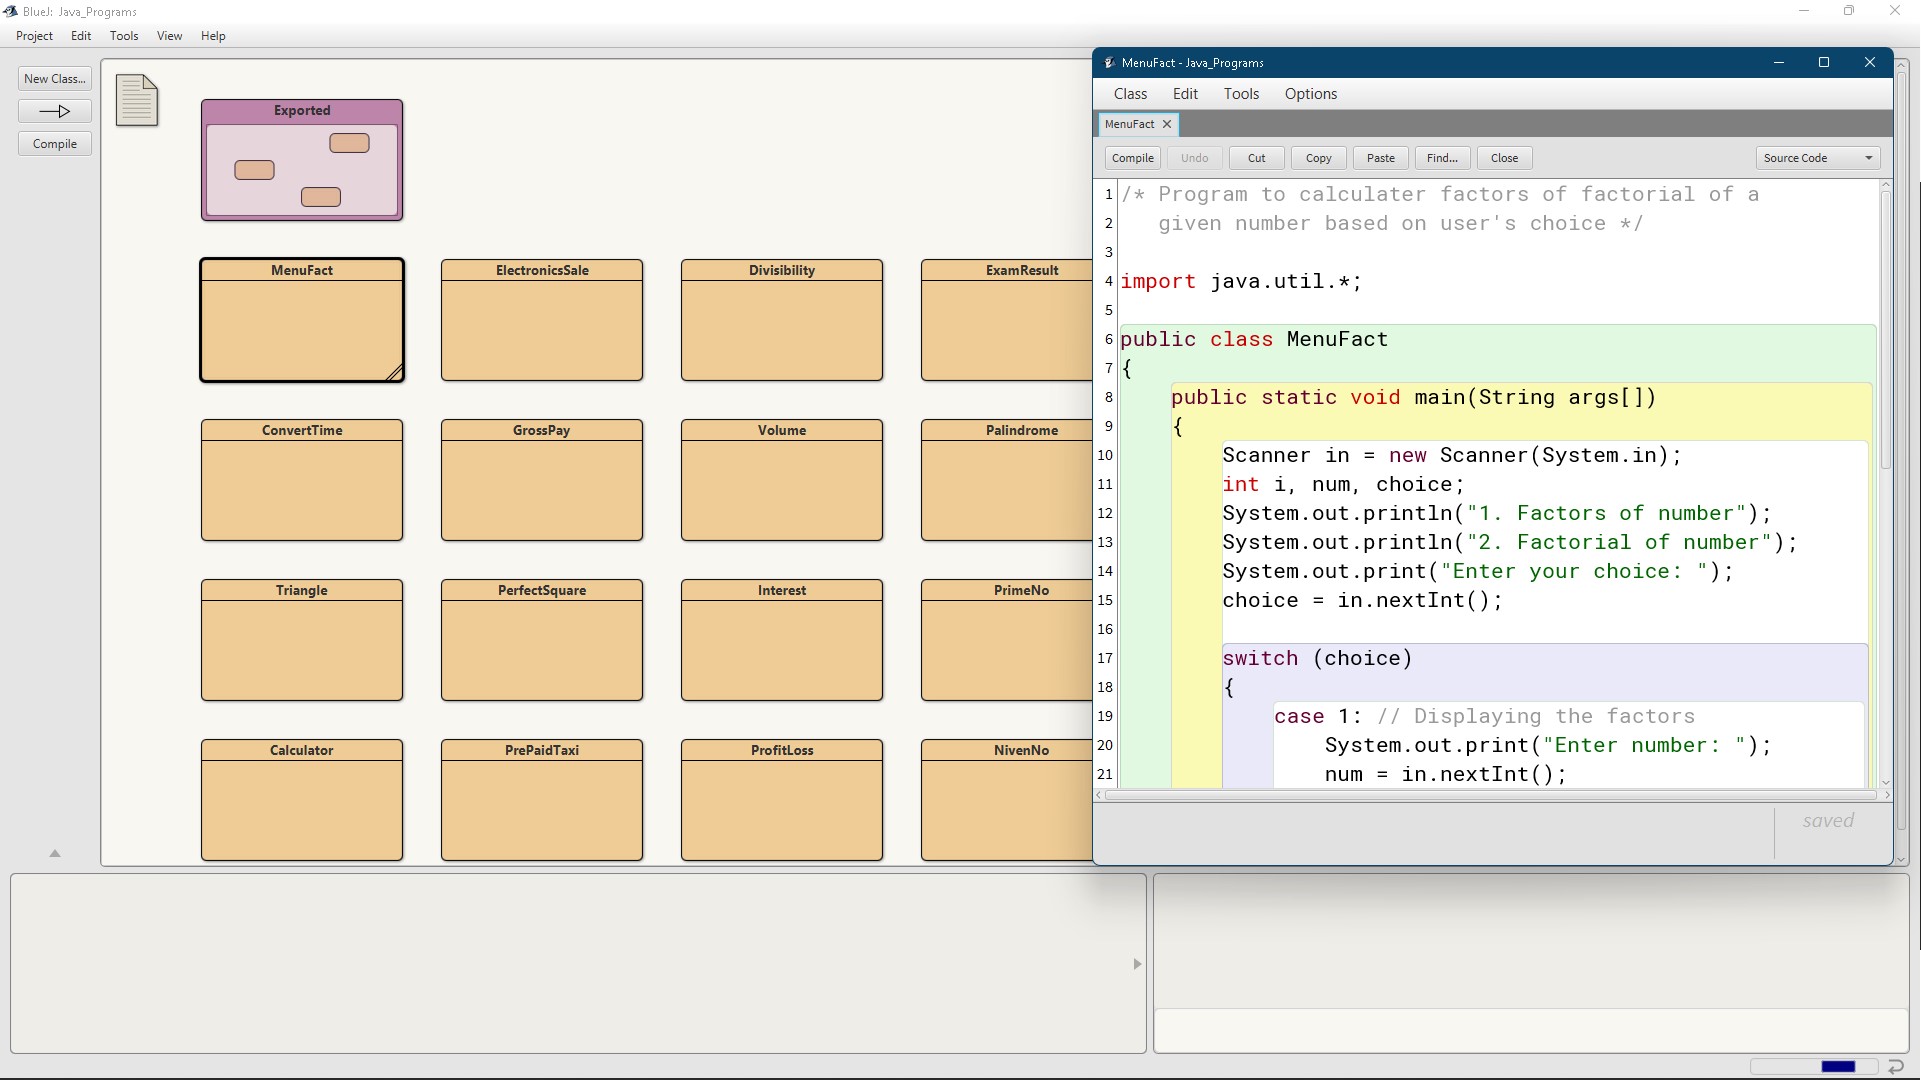 BlueJ: Java_Programs
Project Edit Tools View Help
New Class...
Compile
Exported
MenuFact ElectronicsSale Divisibility ExamResult
ConvertTime GrossPay Volume Palindrome
Triangle PerfectSquare Interest PrimeNo
Calculator PrePaidTaxi ProfitLoss NivenNo
MenuFact - Java_Programs
Class Edit Tools Options
MenuFact
Compile Undo Cut Copy Paste Find... Close Source Code
1 /* Program to calculater factors of factorial of a
2 given number based on user's choice */
3
4 import java.util.*;
5
6 public class MenuFact
7 {
8 public static void main(String args[])
9 {
10 Scanner in = new Scanner(System.in);
11 int i, num, choice;
12 System.out.println("1. Factors of number");
13 System.out.println("2. Factorial of number");
14 System.out.print("Enter your choice: ");
15 choice = in.nextInt();
16
17 switch (choice)
18 {
19 case 1: // Displaying the factors
20 System.out.print("Enter number: ");
21 num = in.nextInt();
saved